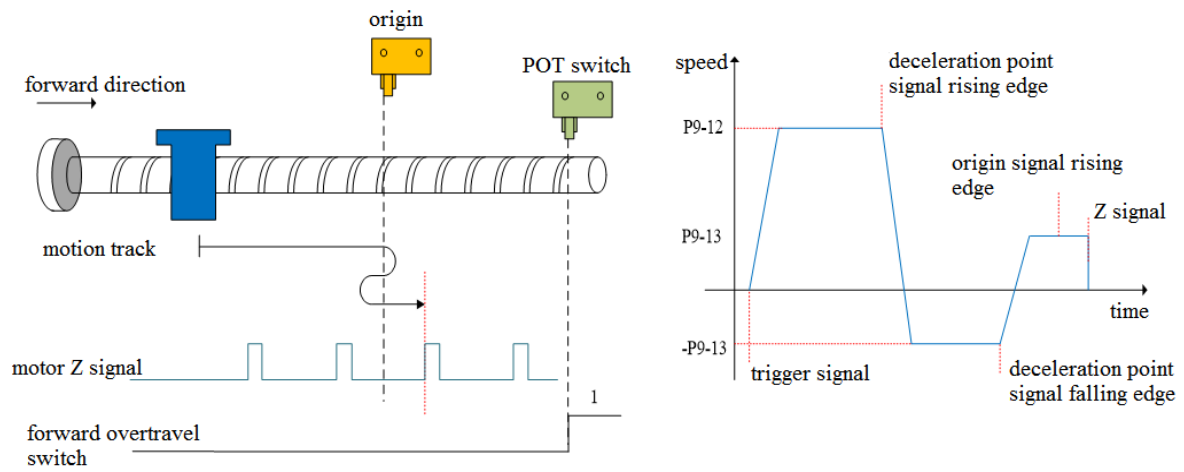 origin
POT switch
forward direction
motion track
motor Z signal
1
forward overtravel
switch
speed
deceleration point
signal rising edge
P9-12
origin signal rising
edge
Z signal
P9-13
time
-P9-13
trigger signal
deceleration point
signal falling edge